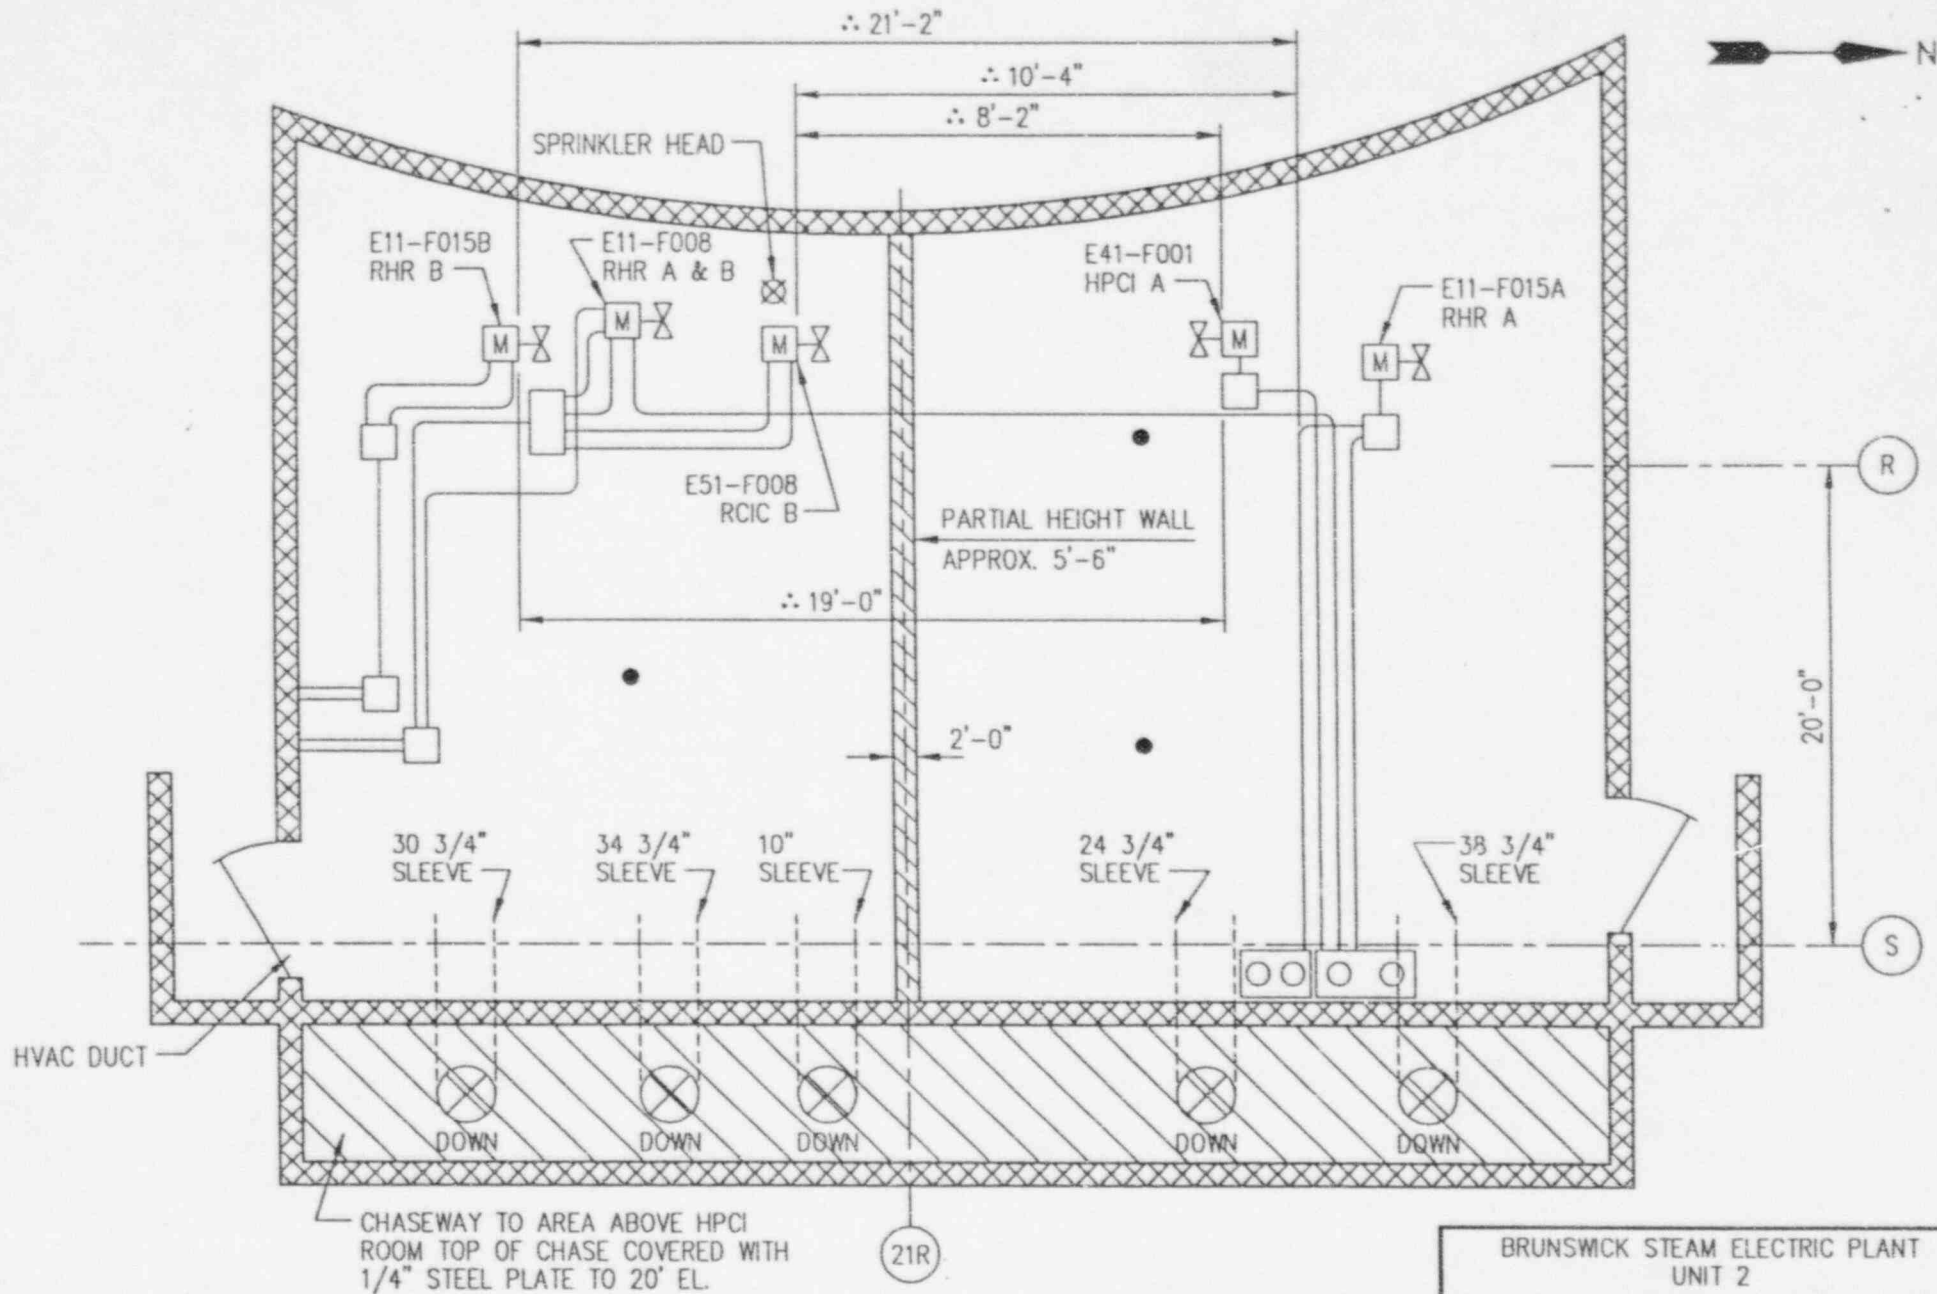 ∴ 21'-2"
N
∴ 10'-4"
∴ 8'-2"
SPRINKLER HEAD
E11-F015B
RHR B
E11-F008
RHR A & B
E41-F001
HPCI A
E11-F015A
RHR A
M
M
M
M
M
E51-F008
RCIC B
R
PARTIAL HEIGHT WALL
APPROX. 5'-6"
∴ 19'-0"
20'-0"
2'-0"
30 3/4"
SLEEVE
34 3/4"
SLEEVE
10"
SLEEVE
24 3/4"
SLEEVE
38 3/4"
SLEEVE
S
HVAC DUCT
DOWN
DOWN
DOWN
DOWN
DOWN
CHASEWAY TO AREA ABOVE HPCI
ROOM TOP OF CHASE COVERED WITH
1/4" STEEL PLATE TO 20' EL.
21R
BRUNSWICK STEAM ELECTRIC PLANT
UNIT 2